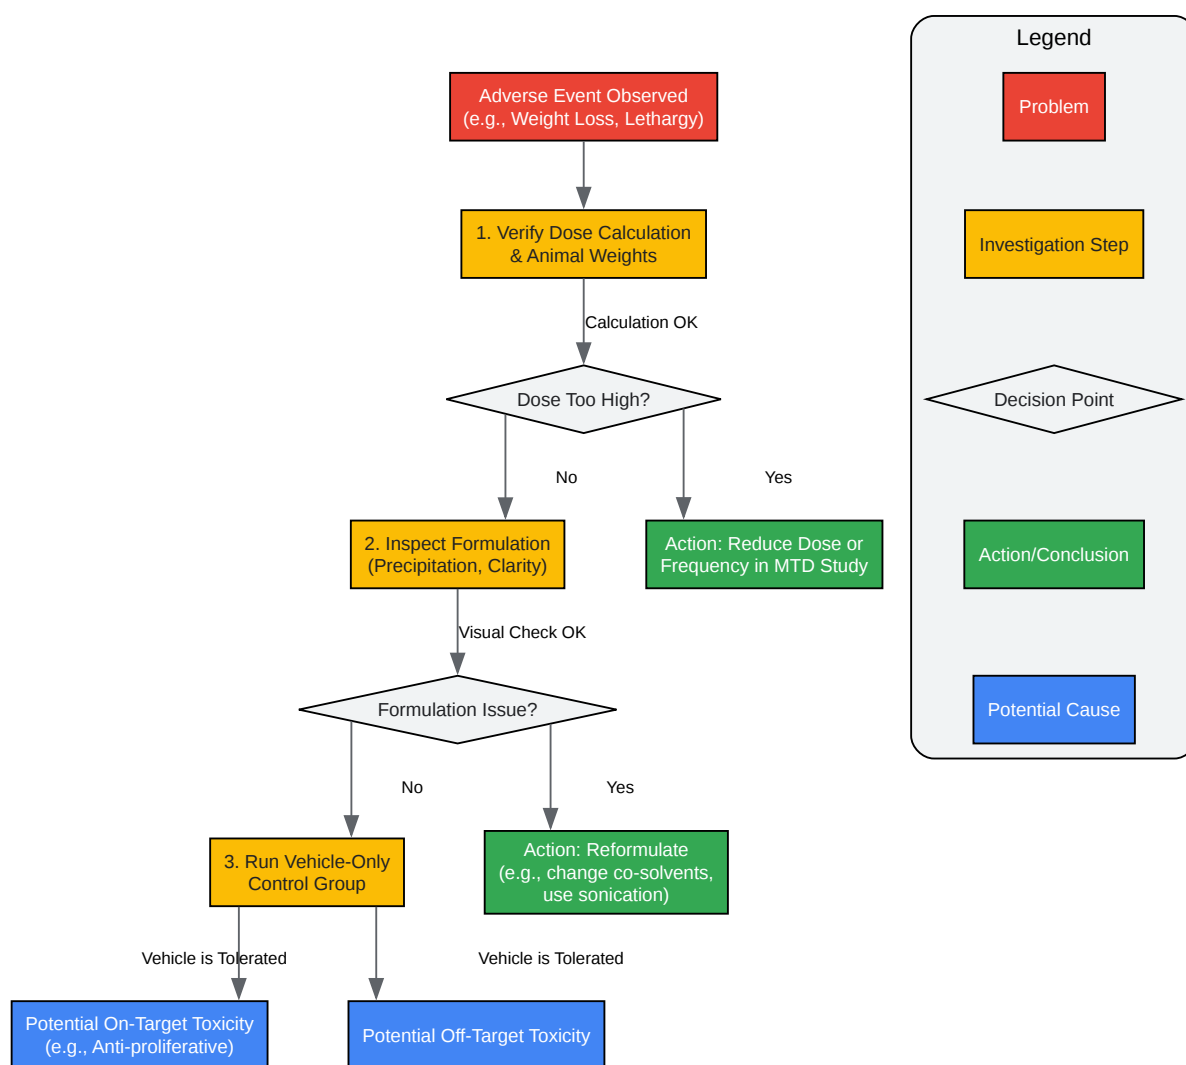 Adverse Event Observed
(e.g., Weight Loss, Lethargy)
1. Verify Dose Calculation
& Animal Weights
Calculation OK
Dose Too High?
No
Yes
2. Inspect Formulation
(Precipitation, Clarity)
Action: Reduce Dose or
Frequency in MTD Study
Visual Check OK
Formulation Issue?
No
Yes
3. Run Vehicle-Only
Control Group
Action: Reformulate
(e.g., change co-solvents,
use sonication)
Vehicle is Tolerated
Vehicle is Tolerated
Potential On-Target Toxicity
(e.g., Anti-proliferative)
Potential Off-Target Toxicity
Legend
Problem
Investigation Step
Decision Point
Action/Conclusion
Potential Cause